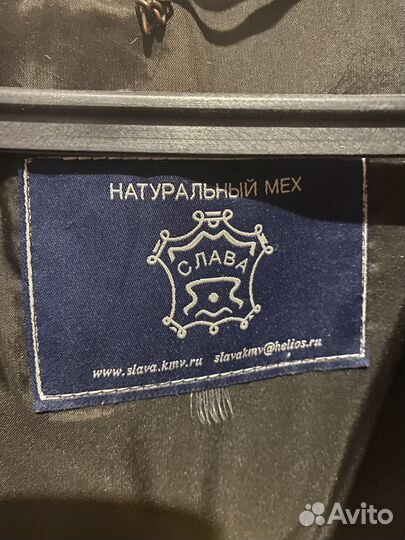 НАТУРАЛЬНЫЙ МЕХ
СЛАВА
www.slava.kmv.ru slavakmv@helios.ru
Avito